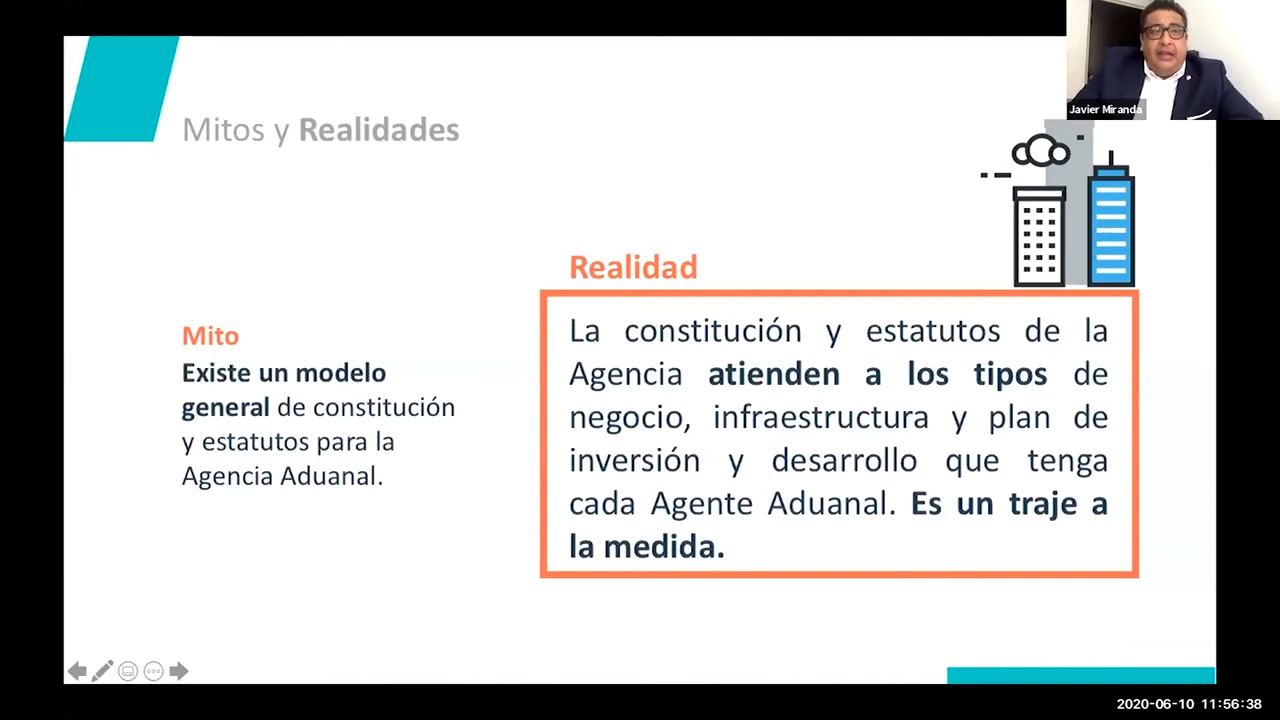 Javier Miranda
Mitos y Realidades
Mito
Existe un modelo
general de constitución
y estatutos para la
Agencia Aduanal.
Realidad
La constitución y estatutos de la
Agencia atienden a los tipos de
negocio, infraestructura y plan de
inversión y desarrollo que tenga
cada Agente Aduanal. Es un traje a
la medida.
2020-06-10 11:56:38